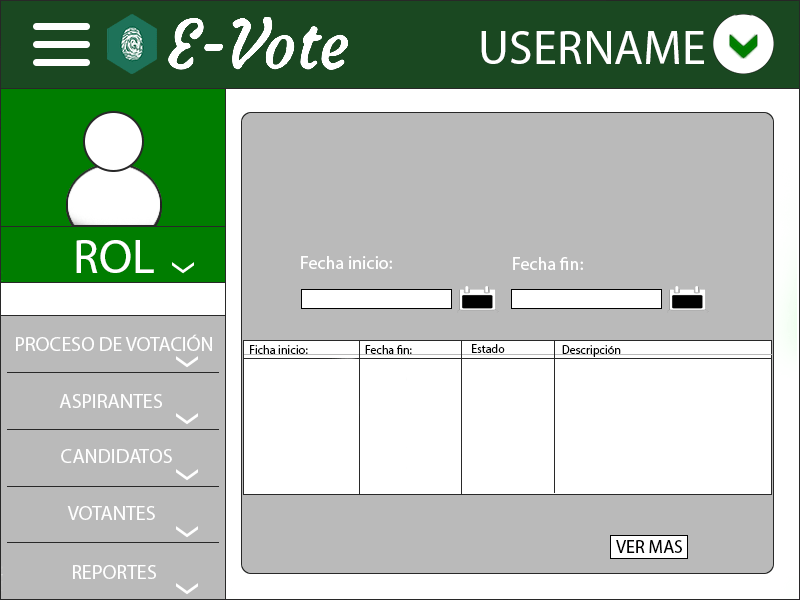 E-Vote
USERNAME
ROL
PROCESO DE VOTACIÓN
ASPIRANTES
CANDIDATOS
VOTANTES
REPORTES
Fecha inicio:
Fecha fin:
Ficha inicio:
Fecha fin:
Estado
Descripción
VER MAS